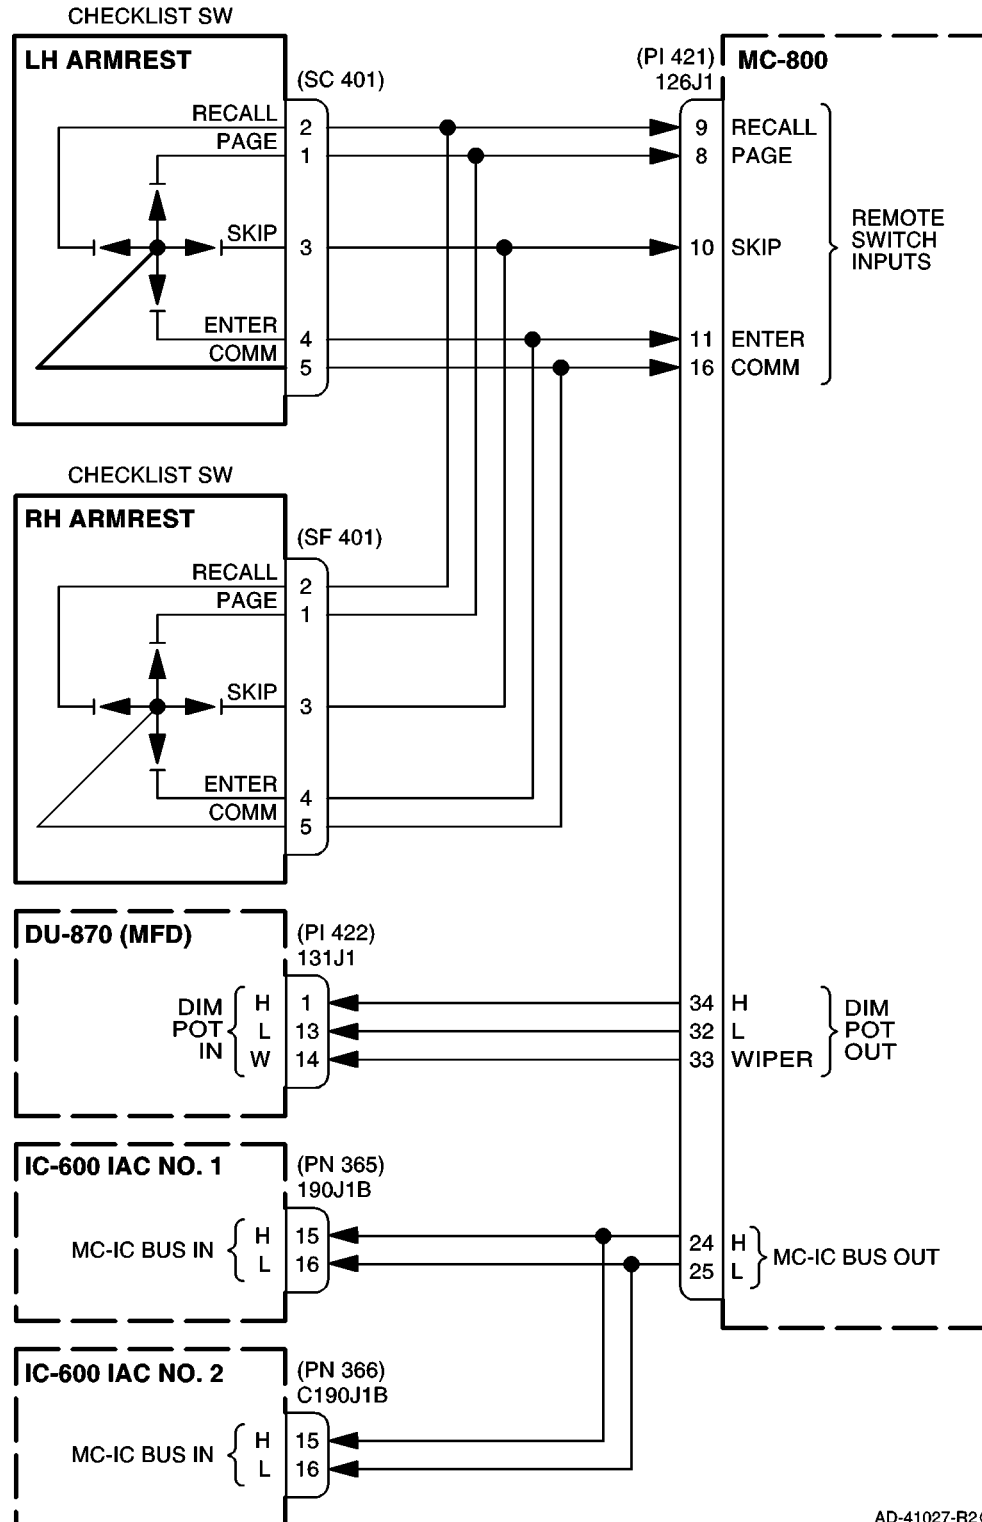 CHECKLIST SW
LH ARMREST
(SC 401)
RECALL 2
PAGE 1
SKIP 3
ENTER 4
COMM 5
(PI 421)
126J1
MC-800
9 RECALL
8 PAGE
10 SKIP
11 ENTER
16 COMM
REMOTE
SWITCH
INPUTS
CHECKLIST SW
RH ARMREST
(SF 401)
RECALL 2
PAGE 1
SKIP 3
ENTER 4
COMM 5
DU-870 (MFD)
(PI 422)
131J1
DIM
POT
IN
H 1
L 13
W 14
34 H
32 L
33 WIPER
DIM
POT
OUT
IC-600 IAC NO. 1
(PN 365)
190J1B
MC-IC BUS IN
H 15
L 16
24 H
25 L
MC-IC BUS OUT
IC-600 IAC NO. 2
(PN 366)
C190J1B
MC-IC BUS IN
H 15
L 16